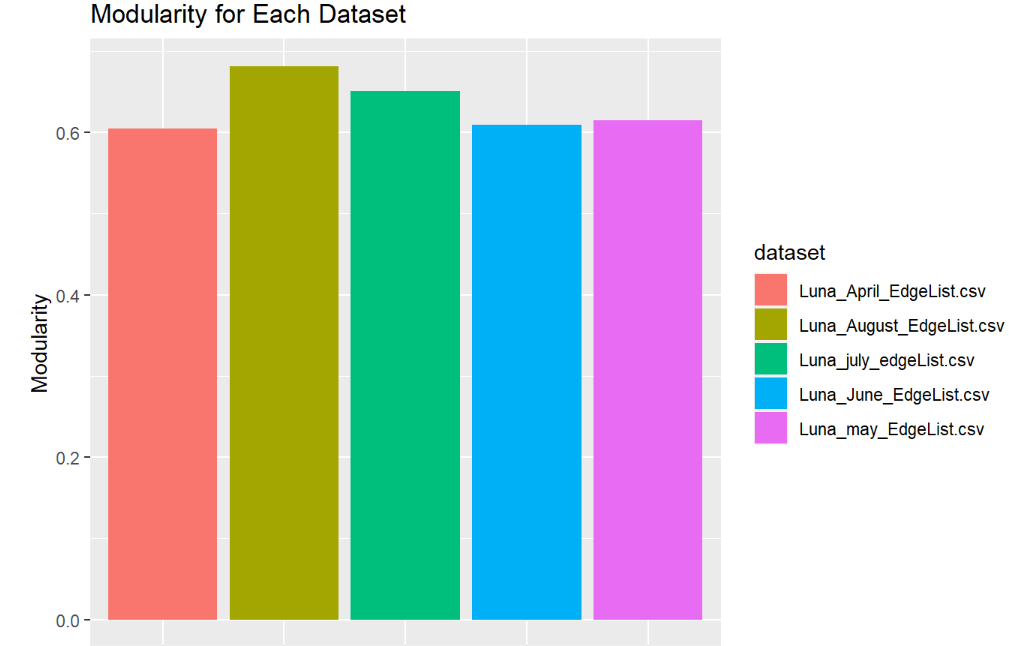 Modularity for Each Dataset
Modularity
0.6
0.4
0.2
0.0
dataset
Luna_April_EdgeList.csv
Luna_August_EdgeList.csv
Luna_july_edgeList.csv
Luna_June_EdgeList.csv
Luna_may_EdgeList.csv